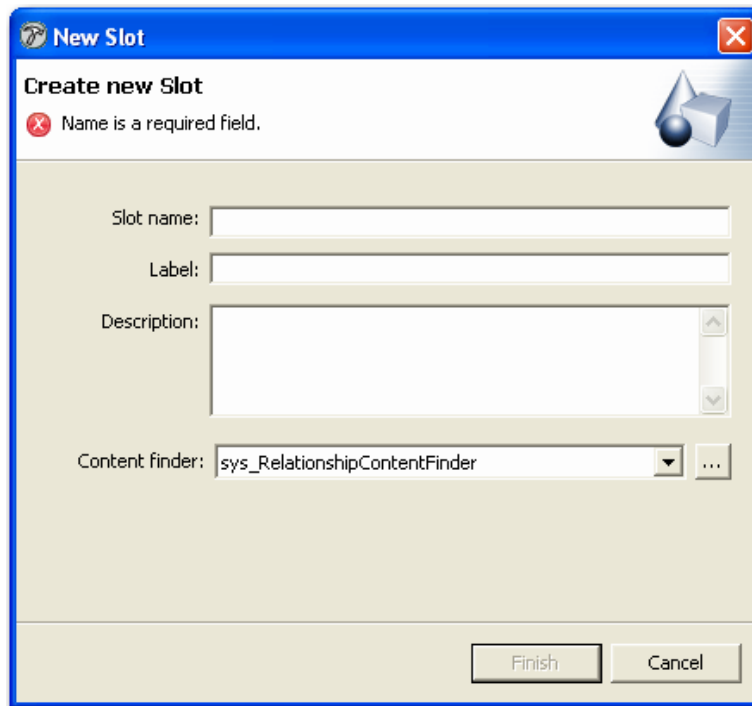 New Slot
Create new Slot
Name is a required field.
Slot name:
Label:
Description:
Content finder: sys_RelationshipContentFinder ...
Finish Cancel